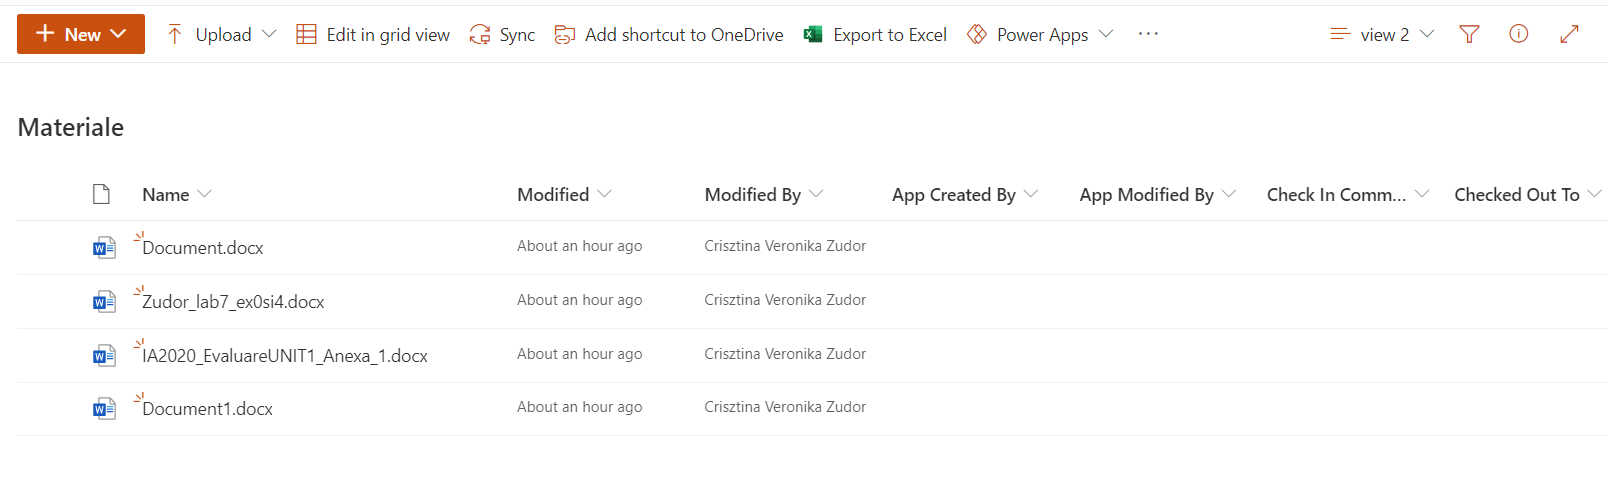 New Upload Edit in grid view Sync Add shortcut to OneDrive Export to Excel Power Apps ··· view 2
Materiale
Name Modified Modified By App Created By App Modified By Check In Comm... Checked Out To
Document.docx About an hour ago Crisztina Veronika Zudor
Zudor_lab7_ex0si4.docx About an hour ago Crisztina Veronika Zudor
IA2020_EvaluareUNIT1_Anexa_1.docx About an hour ago Crisztina Veronika Zudor
Document1.docx About an hour ago Crisztina Veronika Zudor